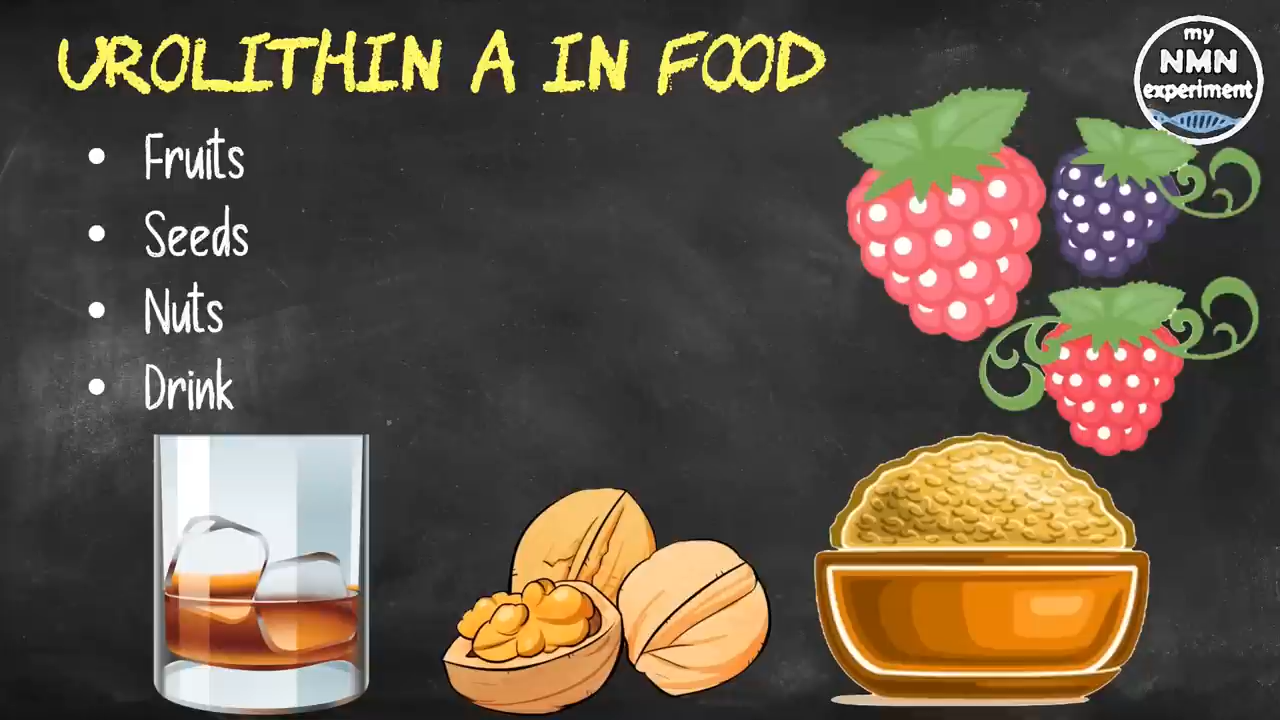 UROLITHIN A IN FOOD
my
NMN
experiment
• Fruits
• Seeds
• Nuts
• Drink